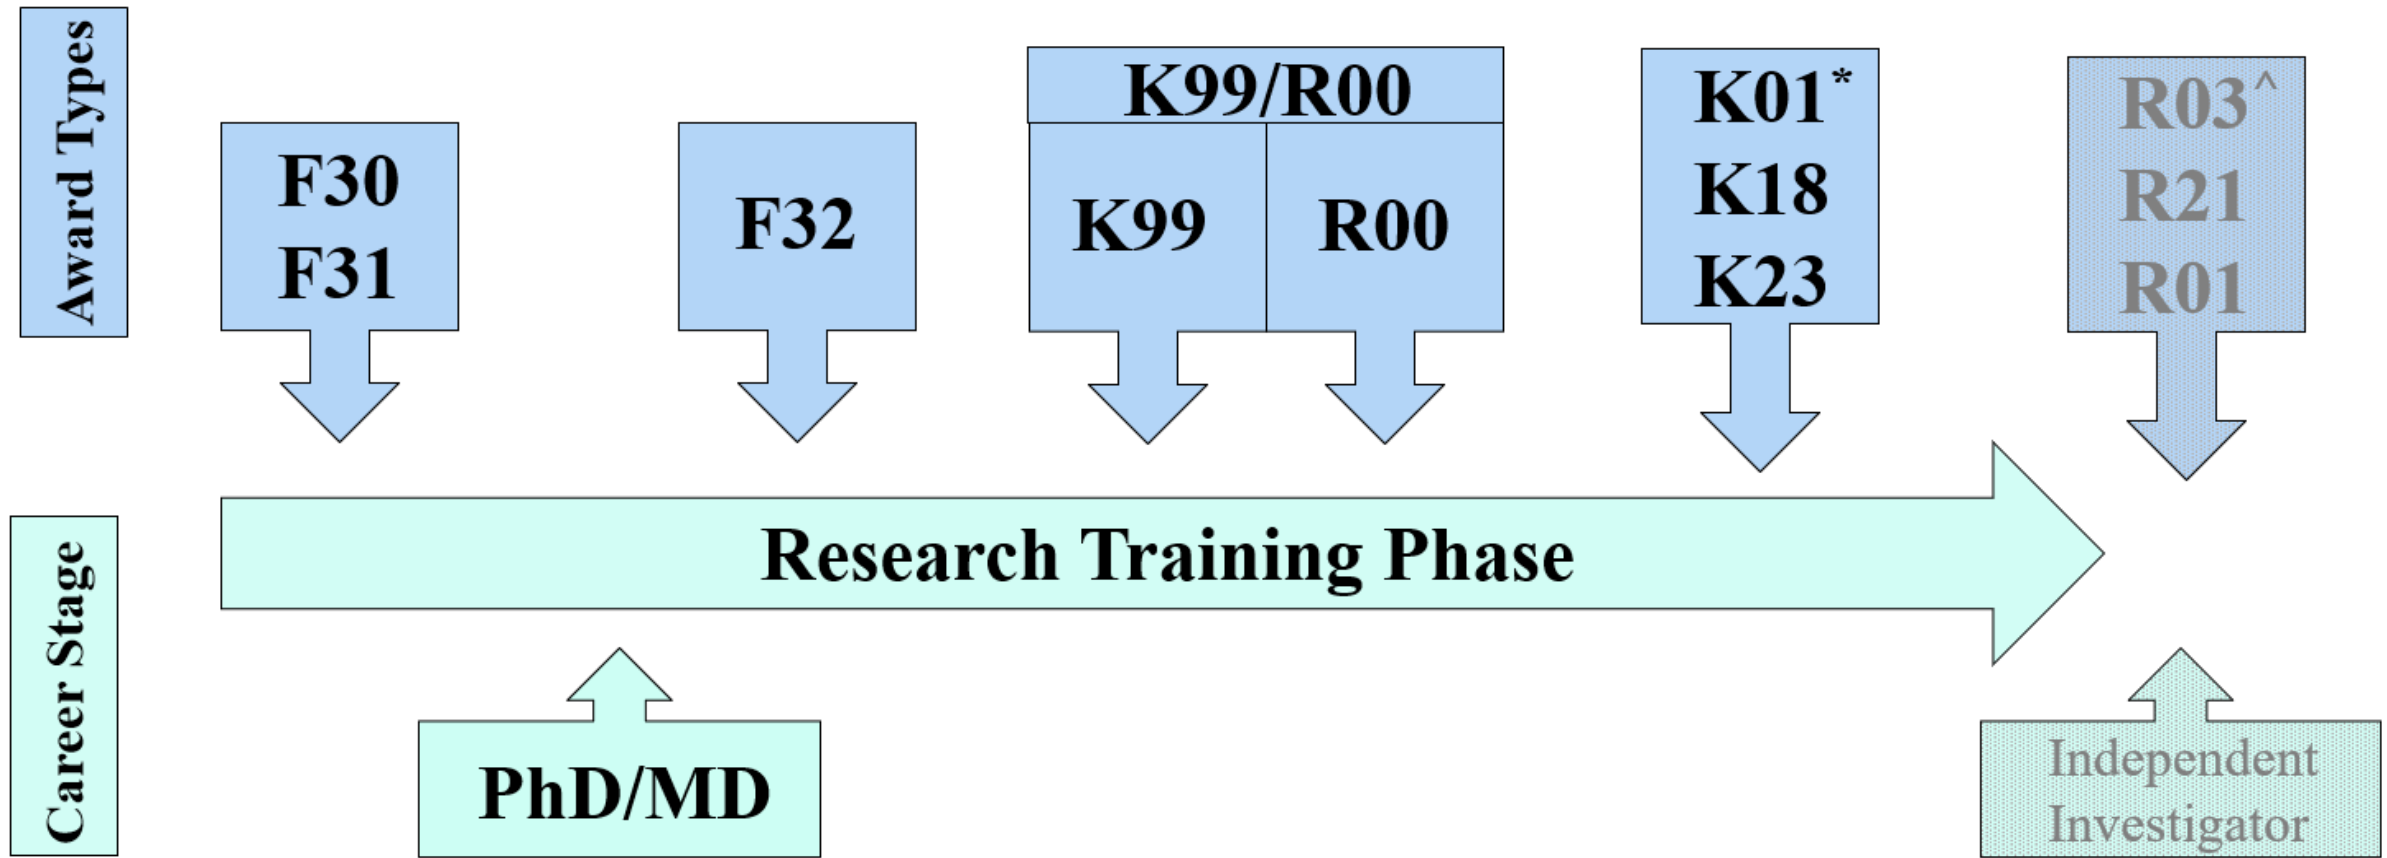 Award Types
F30
F31
F32
K99/R00
K99
R00
K01*
K18
K23
R03^
R21
R01
Career Stage
Research Training Phase
PhD/MD
Independent
Investigator